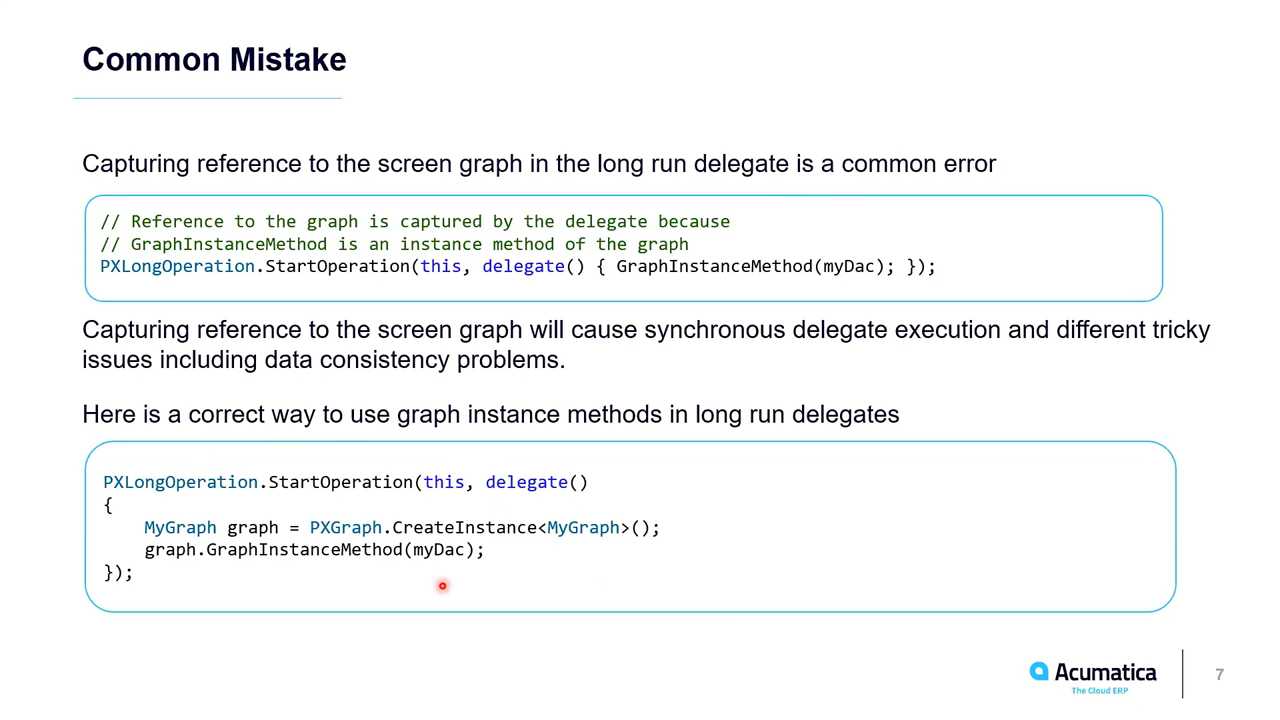 Common Mistake
Capturing reference to the screen graph in the long run delegate is a common error
// Reference to the graph is captured by the delegate because
// GraphInstanceMethod is an instance method of the graph
PXLongOperation.StartOperation(this, delegate() { GraphInstanceMethod(myDac); });
Capturing reference to the screen graph will cause synchronous delegate execution and different tricky
issues including data consistency problems.
Here is a correct way to use graph instance methods in long run delegates
PXLongOperation.StartOperation(this, delegate()
{
    MyGraph graph = PXGraph.CreateInstance<MyGraph>();
    graph.GraphInstanceMethod(myDac);
});
Acumatica
The Cloud ERP
7